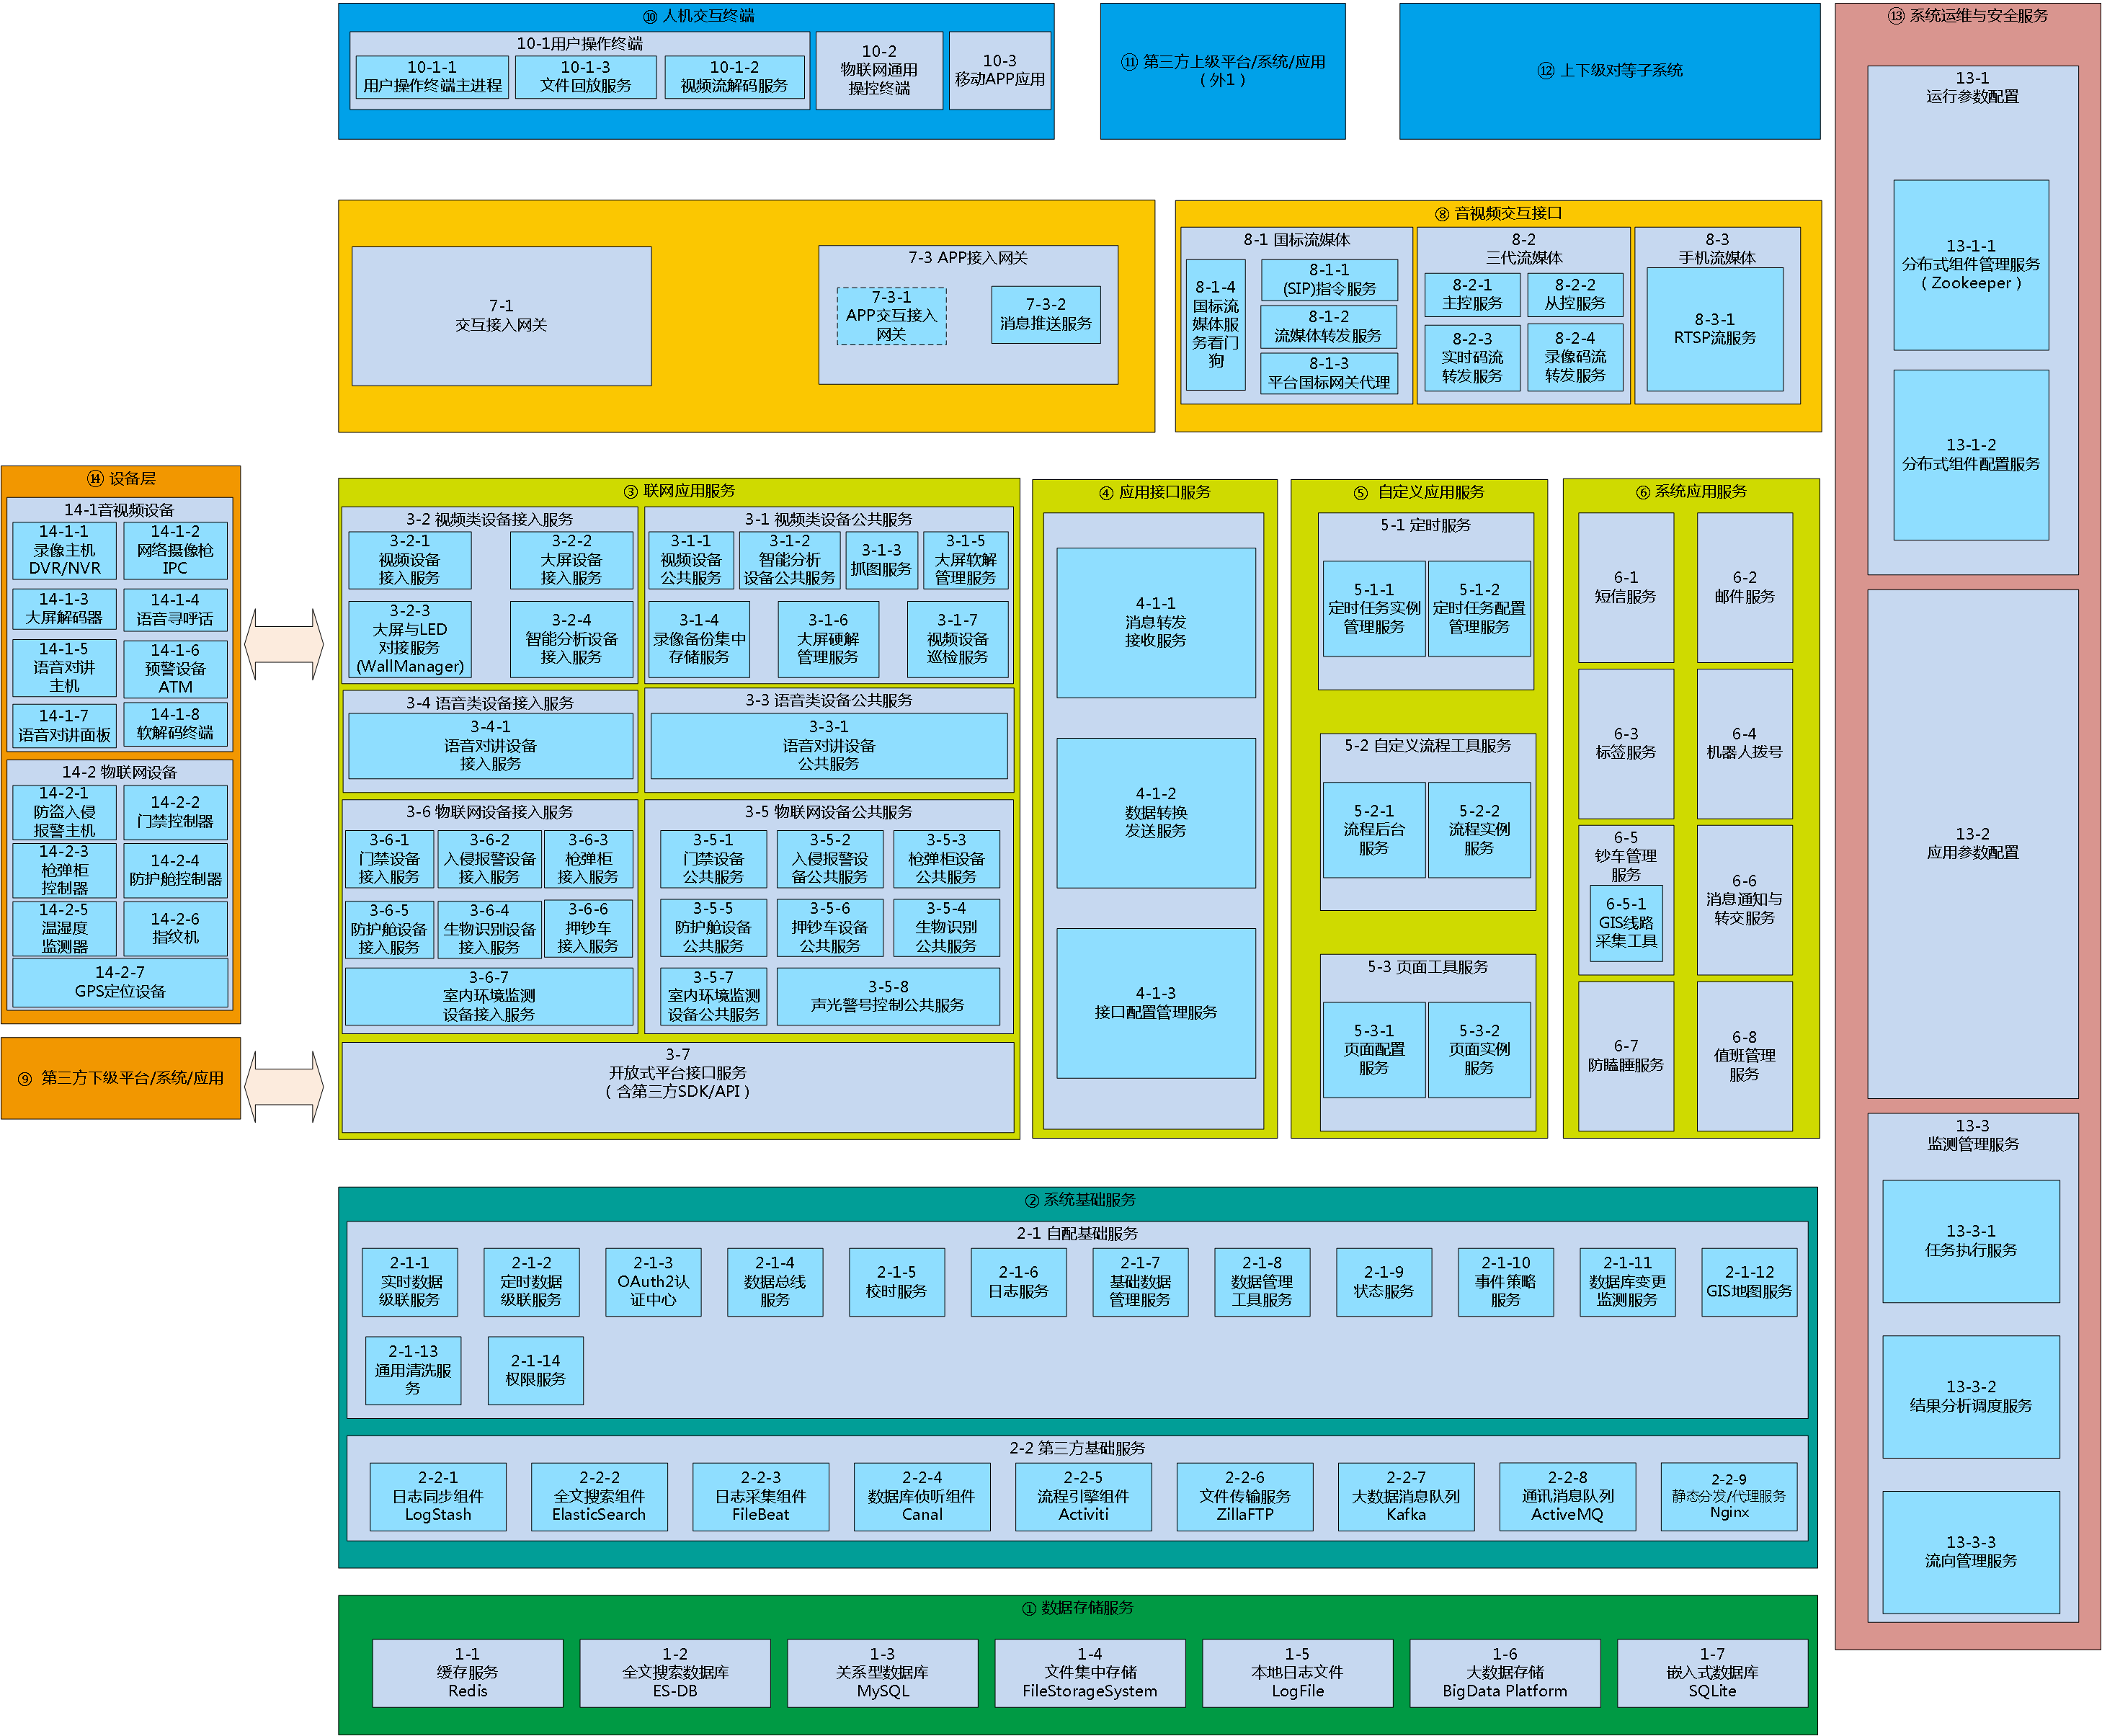 ⑩ 人机交互终端
10-1用户操作终端
10-1-1
用户操作终端主进程
10-1-3
文件回放服务
10-1-2
视频流解码服务
10-2
物联网通用
操控终端
10-3
移动APP应用
⑪ 第三方上级平台/系统/应用
（外1）
⑫ 上下级对等子系统
⑬ 系统运维与安全服务
13-1
运行参数配置
13-1-1
分布式组件管理服务
（Zookeeper）
13-1-2
分布式组件配置服务
13-2
应用参数配置
13-3
监测管理服务
13-3-1
任务执行服务
13-3-2
结果分析调度服务
13-3-3
流向管理服务
7-1
交互接入网关
7-3 APP接入网关
7-3-1
APP交互接入
网关
7-3-2
消息推送服务
⑧ 音视频交互接口
8-1 国标流媒体
8-1-4
国标流
媒体服
务看门
狗
8-1-1
(SIP)指令服务
8-1-2
流媒体转发服务
8-1-3
平台国标网关代理
8-2
三代流媒体
8-2-1
主控服务
8-2-2
从控服务
8-2-3
实时码流
转发服务
8-2-4
录像码流
转发服务
8-3
手机流媒体
8-3-1
RTSP流服务
⑭ 设备层
14-1音视频设备
14-1-1
录像主机
DVR/NVR
14-1-2
网络摄像枪
IPC
14-1-3
大屏解码器
14-1-4
语音寻呼话
14-1-5
语音对讲
主机
14-1-6
预警设备
ATM
14-1-7
语音对讲面板
14-1-8
软解码终端
14-2 物联网设备
14-2-1
防盗入侵
报警主机
14-2-2
门禁控制器
14-2-3
枪弹柜
控制器
14-2-4
防护舱控制器
14-2-5
温湿度
监测器
14-2-6
指纹机
14-2-7
GPS定位设备
⑨ 第三方下级平台/系统/应用
③ 联网应用服务
3-2 视频类设备接入服务
3-2-1
视频设备
接入服务
3-2-2
大屏设备
接入服务
3-2-3
大屏与LED
对接服务
(WallManager)
3-2-4
智能分析设备
接入服务
3-1 视频类设备公共服务
3-1-1
视频设备
公共服务
3-1-2
智能分析
设备公共服务
3-1-3
抓图服务
3-1-5
大屏软解
管理服务
3-1-4
录像备份集中
存储服务
3-1-6
大屏硬解
管理服务
3-1-7
视频设备
巡检服务
3-4 语音类设备接入服务
3-4-1
语音对讲设备
接入服务
3-3 语音类设备公共服务
3-3-1
语音对讲设备
公共服务
3-6 物联网设备接入服务
3-6-1
门禁设备
接入服务
3-6-2
入侵报警设备
接入服务
3-6-3
枪弹柜
接入服务
3-6-5
防护舱设备
接入服务
3-6-4
生物识别设备
接入服务
3-6-6
押钞车
接入服务
3-6-7
室内环境监测
设备接入服务
3-5 物联网设备公共服务
3-5-1
门禁设备
公共服务
3-5-2
入侵报警设
备公共服务
3-5-3
枪弹柜设备
公共服务
3-5-5
防护舱设备
公共服务
3-5-6
押钞车设备
公共服务
3-5-4
生物识别
公共服务
3-5-7
室内环境监测
设备公共服务
3-5-8
声光警号控制公共服务
3-7
开放式平台接口服务
（含第三方SDK/API）
④ 应用接口服务
4-1-1
消息转发
接收服务
4-1-2
数据转换
发送服务
4-1-3
接口配置管理服务
⑤ 自定义应用服务
5-1 定时服务
5-1-1
定时任务实例
管理服务
5-1-2
定时任务配置
管理服务
5-2 自定义流程工具服务
5-2-1
流程后台
服务
5-2-2
流程实例
服务
5-3 页面工具服务
5-3-1
页面配置
服务
5-3-2
页面实例
服务
⑥ 系统应用服务
6-1
短信服务
6-2
邮件服务
6-3
标签服务
6-4
机器人拨号
6-5
钞车管理
服务
6-5-1
GIS线路
采集工具
6-6
消息通知与
转交服务
6-7
防瞌睡服务
6-8
值班管理
服务
② 系统基础服务
2-1 自配基础服务
2-1-1
实时数据
级联服务
2-1-2
定时数据
级联服务
2-1-3
OAuth2认
证中心
2-1-4
数据总线
服务
2-1-5
校时服务
2-1-6
日志服务
2-1-7
基础数据
管理服务
2-1-8
数据管理
工具服务
2-1-9
状态服务
2-1-10
事件策略
服务
2-1-11
数据库变更
监测服务
2-1-12
GIS地图服务
2-1-13
通用清洗服
务
2-1-14
权限服务
2-2 第三方基础服务
2-2-1
日志同步组件
LogStash
2-2-2
全文搜索组件
ElasticSearch
2-2-3
日志采集组件
FileBeat
2-2-4
数据库侦听组件
Canal
2-2-5
流程引擎组件
Activiti
2-2-6
文件传输服务
ZillaFTP
2-2-7
大数据消息队列
Kafka
2-2-8
通讯消息队列
ActiveMQ
2-2-9
静态分发/代理服务
Nginx
① 数据存储服务
1-1
缓存服务
Redis
1-2
全文搜索数据库
ES-DB
1-3
关系型数据库
MySQL
1-4
文件集中存储
FileStorageSystem
1-5
本地日志文件
LogFile
1-6
大数据存储
BigData Platform
1-7
嵌入式数据库
SQLite